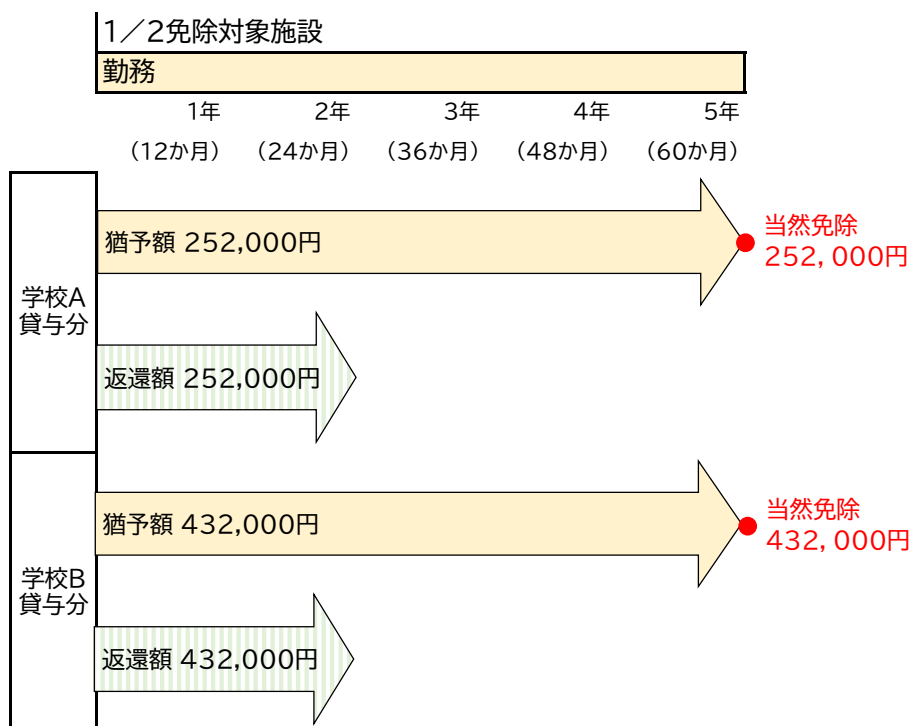 1／2免除対象施設
勤務
1年 2年 3年 4年 5年
（12か月） （24か月） （36か月） （48か月） （60か月）
学校A
貸与分
猶予額 252,000円
当然免除
252，000円
返還額 252,000円
学校B
貸与分
猶予額 432,000円
当然免除
432，000円
返還額 432,000円